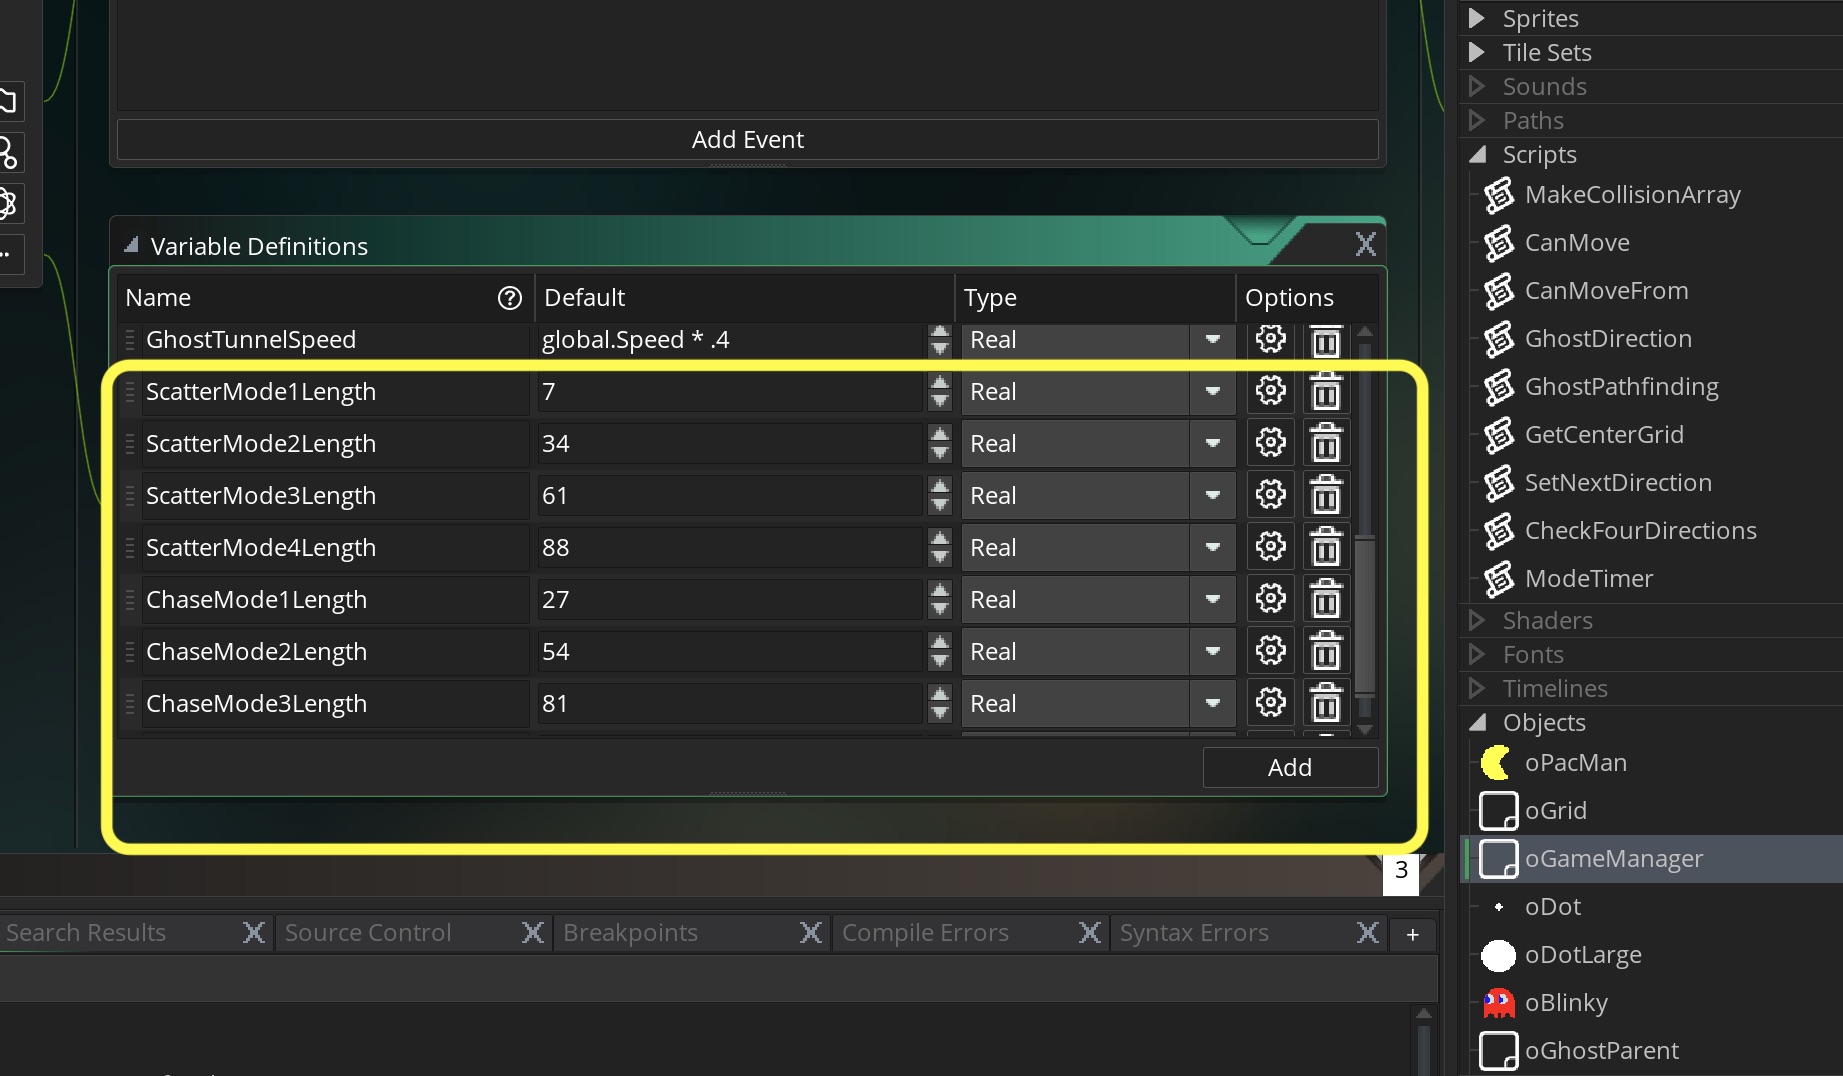 Add Event
Variable Definitions
Name Default Type Options
GhostTunnelSpeed global.Speed * .4 Real
ScatterMode1Length 7 Real
ScatterMode2Length 34 Real
ScatterMode3Length 61 Real
ScatterMode4Length 88 Real
ChaseMode1Length 27 Real
ChaseMode2Length 54 Real
ChaseMode3Length 81 Real
Add
3
Search Results Source Control Breakpoints Compile Errors Syntax Errors +
Sprites
Tile Sets
Sounds
Paths
Scripts
MakeCollisionArray
CanMove
CanMoveFrom
GhostDirection
GhostPathfinding
GetCenterGrid
SetNextDirection
CheckFourDirections
ModeTimer
Shaders
Fonts
Timelines
Objects
oPacMan
oGrid
oGameManager
oDot
oDotLarge
oBlinky
oGhostParent